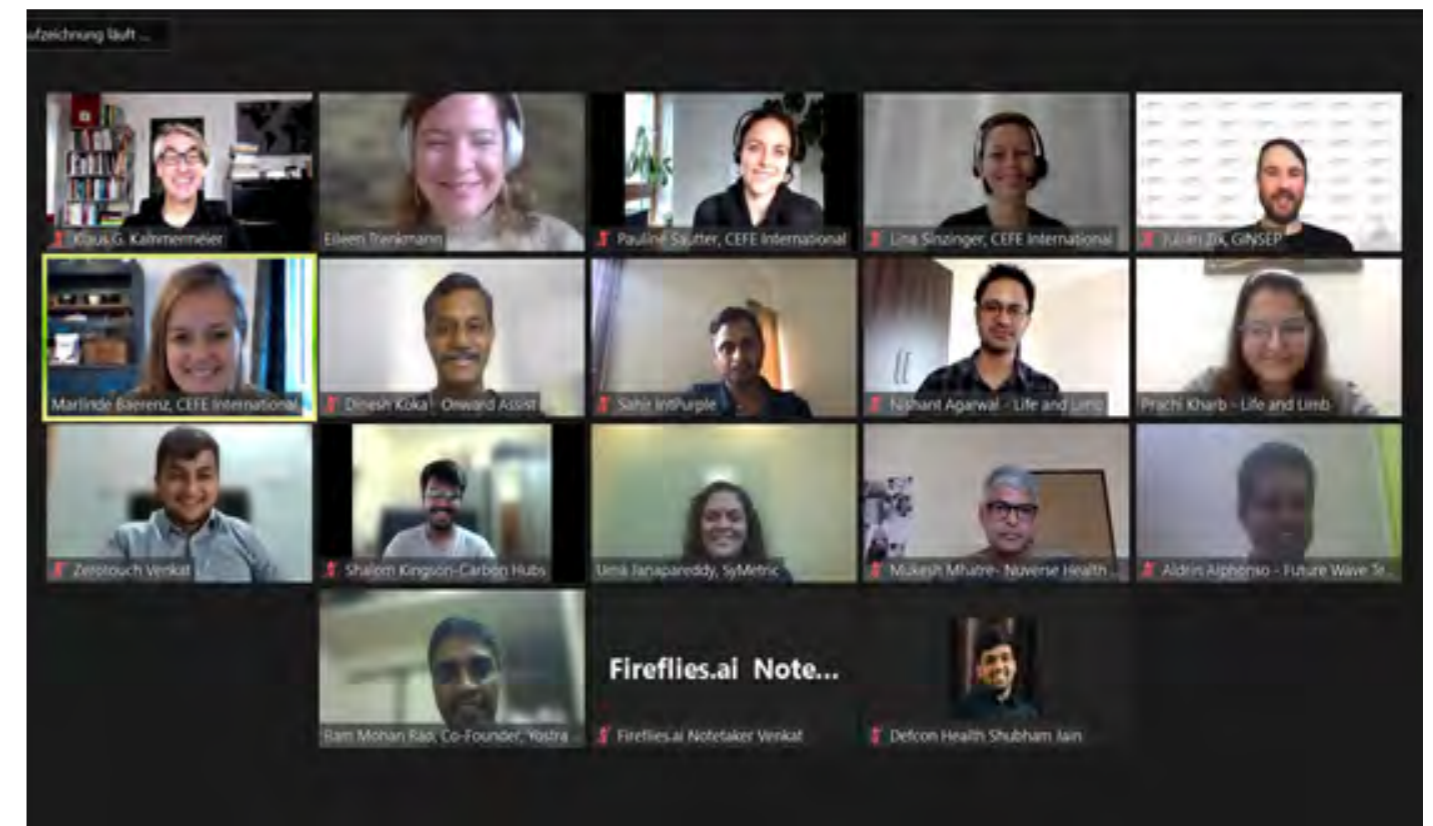 ufzeichnung läuft ...
Klaus G. Kammermeier
Eileen Trenkmann
Pauline Sautter, CEFE International
Lina Sinzinger, CEFE International
Julian Zix, GINSEP
Marlinde Baerenz, CEFE International
Dinesh Koka - Onward Assist
Sahir IntPurple
Nishant Agarwal - Life and Limb
Prachi Kharb - Life and Limb
Zerotouch Venkat
Shalom Kingson-Carbon Hubs
Uma Janapareddy, SyMetric
Mukesh Mhatre- Nuverse Health ...
Aldrin Alphonso - Future Wave Te...
Ram Mohan Rao, Co-Founder, Yostra
Fireflies.ai Note...
Fireflies.ai Notetaker Venkat
Defcon Health Shubham Jain